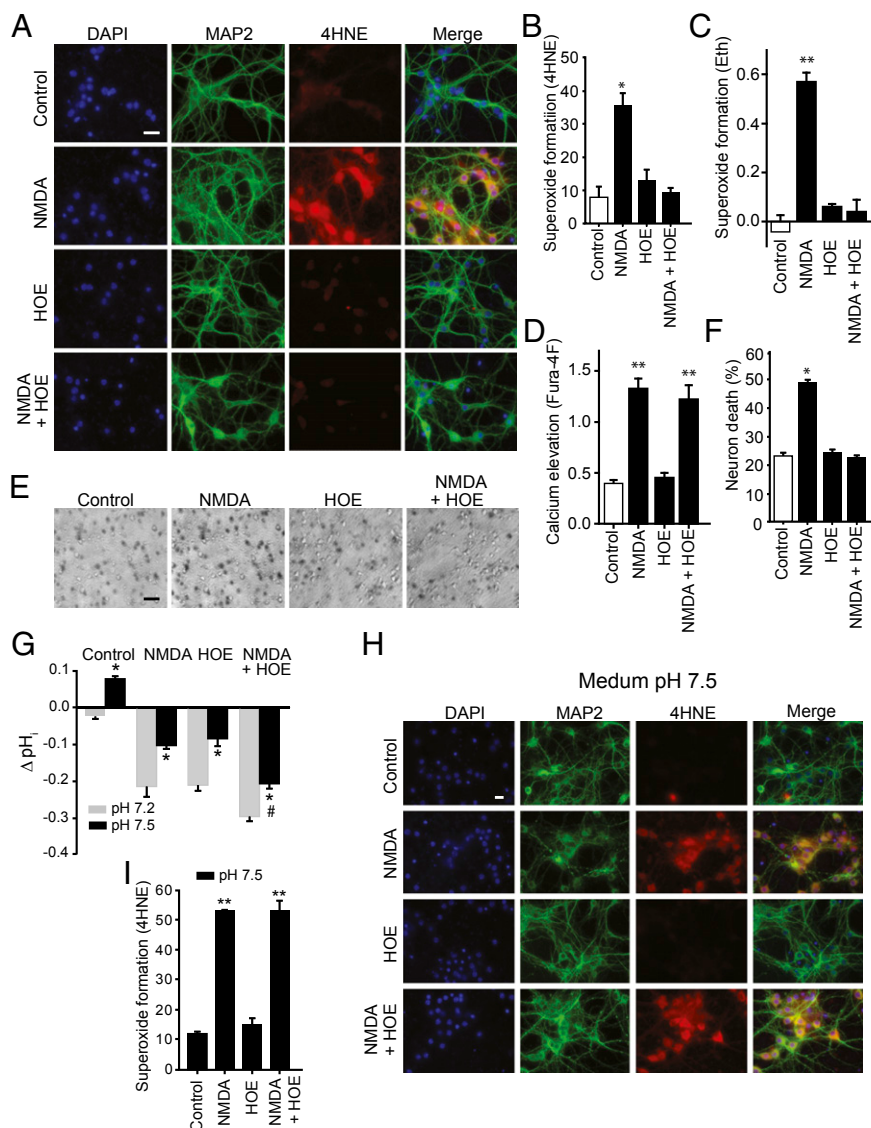 A
DAPI MAP2 4HNE Merge
Control
NMDA
HOE
NMDA
+ HOE
B
Superoxide formatiion (4HNE)
50
40
30
20
10
0
*
Control
NMDA
HOE
NMDA + HOE
C
Superoxide formation (Eth)
0.6
0.4
0.2
0.0
**
Control
NMDA
HOE
NMDA + HOE
D
Calcium elevation (Fura-4F)
1.5
1.0
0.5
0.0
** **
Control
NMDA
HOE
NMDA + HOE
F
Neuron death (%)
60
50
40
30
20
10
0
*
Control
NMDA
HOE
NMDA + HOE
E
Control NMDA HOE NMDA
+ HOE
G
Control NMDA HOE NMDA
+ HOE
Δ pHi
0.1
0.0
-0.1
-0.2
-0.3
-0.4
*
* *
*
#
pH 7.2
pH 7.5
H
Medum pH 7.5
DAPI MAP2 4HNE Merge
Control
NMDA
HOE
NMDA
+ HOE
I
pH 7.5
Superoxide formation (4HNE)
60
50
40
30
20
10
0
** **
Control
NMDA
HOE
NMDA
+ HOE